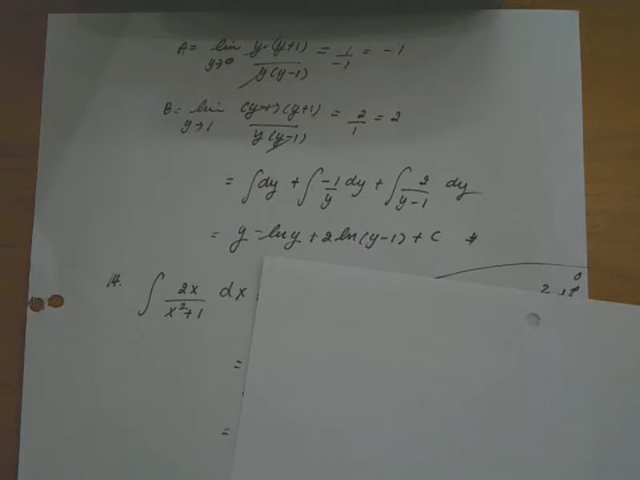 A = lim y→0 y·(y+1) / y(y-1) = 1/-1 = -1
B = lim y→1 (y-1)(y+1) / y(y-1) = 2/1 = 2
= ∫ dy + ∫ -1/y dy + ∫ 2/y-1 dy
= y - ln y + 2 ln(y-1) + C #
14. ∫ 2x / x²+1 dx
=
=